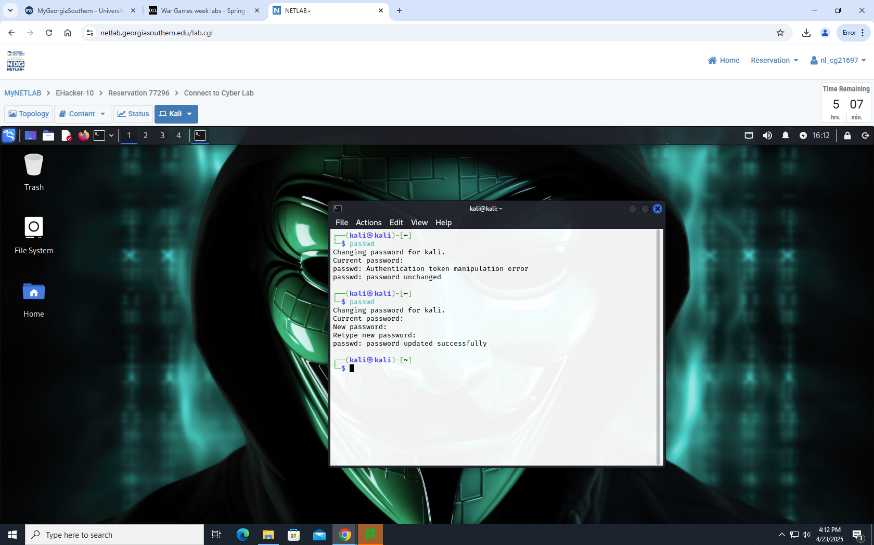 MyGeorgiaSouthern - Universit
War Games week labs - Spring
NETLAB+
netlab.georgiasouthern.edu/lab.cgi
Error
NDG
NETLAB+
Home
Reservation
nl_cg21697
MyNETLAB > EHacker-10 > Reservation 77296 > Connect to Cyber Lab
Time Remaining
5 07
hrs. min.
Topology
Content
Status
Kali
1 2 3 4
16:12
Trash
File System
Home
kali@kali: ~
File Actions Edit View Help
┌──(kali㉿kali)-[~]
└─$ passwd
Changing password for kali.
Current password:
passwd: Authentication token manipulation error
passwd: password unchanged
┌──(kali㉿kali)-[~]
└─$ passwd
Changing password for kali.
Current password:
New password:
Retype new password:
passwd: password updated successfully
┌──(kali㉿kali)-[~]
└─$
Type here to search
4:12 PM
4/23/2025